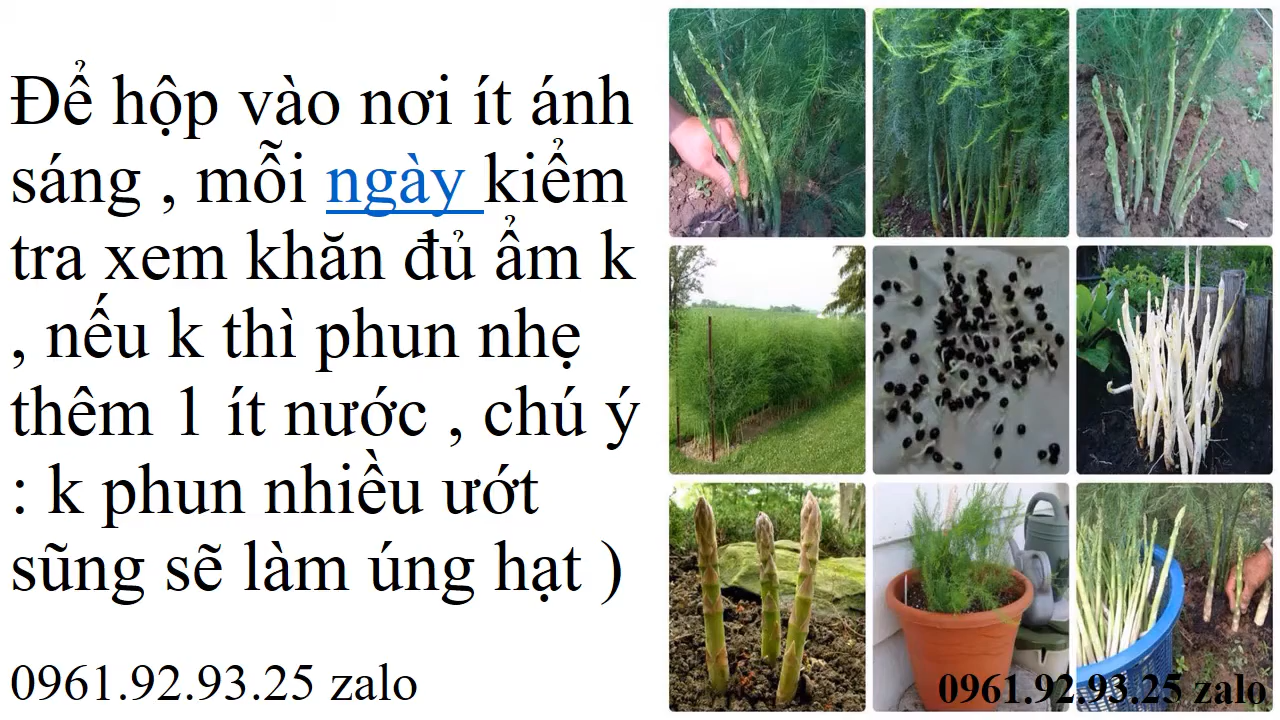 Để hộp vào nơi ít ánh
sáng , mỗi ngày kiểm
tra xem khăn đủ ẩm k
, nếu k thì phun nhẹ
thêm 1 ít nước , chú ý
: k phun nhiều ướt
sũng sẽ làm úng hạt )
0961.92.93.25 zalo
0961.92.93.25 zalo